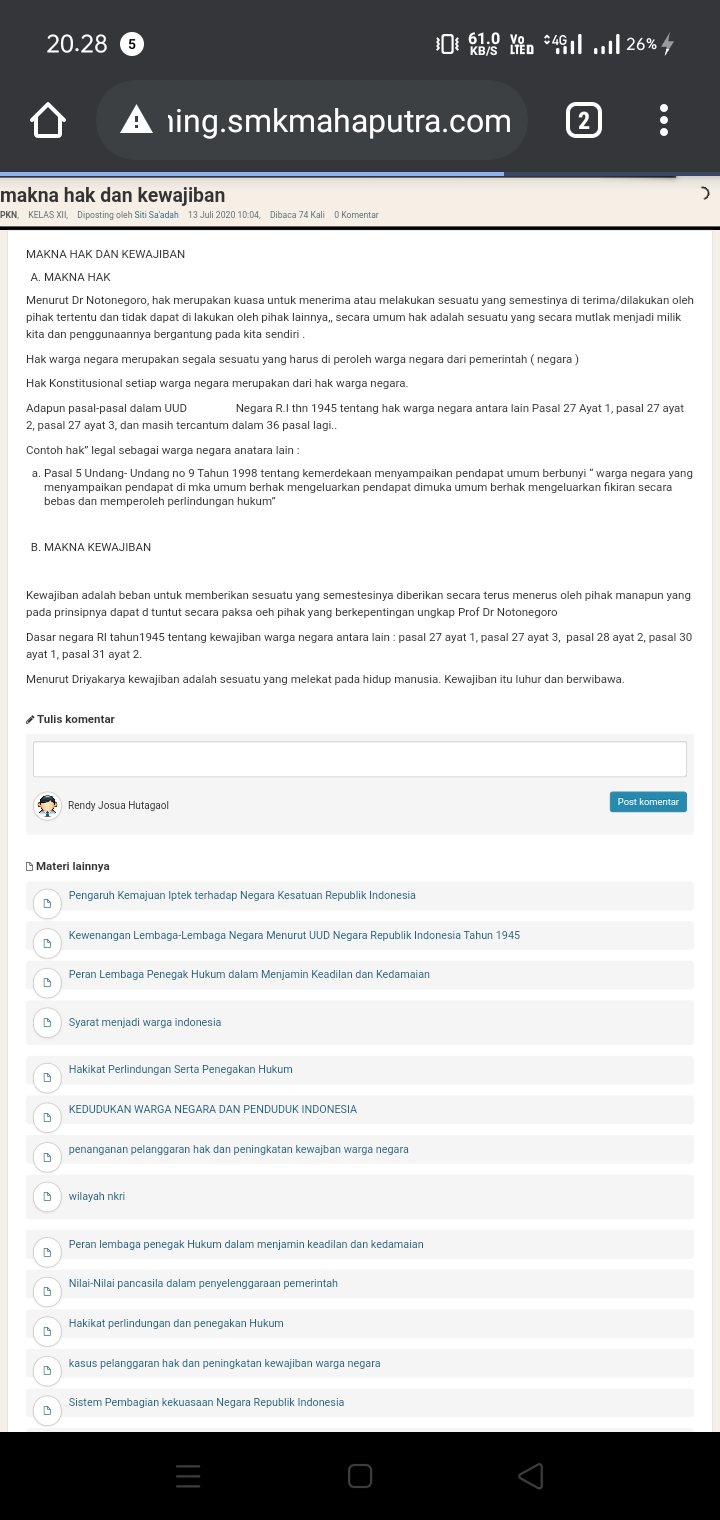 20.28 5 61.0 KB/S Vo LTE 4G 26%
ning.smkmahaputra.com 2
makna hak dan kewajiban
PKN, KELAS XII, Diposting oleh Siti Sa'adah 13 Juli 2020 10:04, Dibaca 74 Kali 0 Komentar
MAKNA HAK DAN KEWAJIBAN
A. MAKNA HAK
Menurut Dr Notonegoro, hak merupakan kuasa untuk menerima atau melakukan sesuatu yang semestinya di terima/dilakukan oleh
pihak tertentu dan tidak dapat di lakukan oleh pihak lainnya,, secara umum hak adalah sesuatu yang secara mutlak menjadi milik
kita dan penggunaannya bergantung pada kita sendiri .
Hak warga negara merupakan segala sesuatu yang harus di peroleh warga negara dari pemerintah ( negara )
Hak Konstitusional setiap warga negara merupakan dari hak warga negara.
Adapun pasal-pasal dalam UUD Negara R.I thn 1945 tentang hak warga negara antara lain Pasal 27 Ayat 1, pasal 27 ayat
2, pasal 27 ayat 3, dan masih tercantum dalam 36 pasal lagi.
Contoh hak" legal sebagai warga negara anatara lain :
a. Pasal 5 Undang- Undang no 9 Tahun 1998 tentang kemerdekaan menyampaikan pendapat umum berbunyi " warga negara yang
menyampaikan pendapat di mka umum berhak mengeluarkan pendapat dimuka umum berhak mengeluarkan fikiran secara
bebas dan memperoleh perlindungan hukum"
B. MAKNA KEWAJIBAN
Kewajiban adalah beban untuk memberikan sesuatu yang semestesinya diberikan secara terus menerus oleh pihak manapun yang
pada prinsipnya dapat d tuntut secara paksa oeh pihak yang berkepentingan ungkap Prof Dr Notonegoro
Dasar negara RI tahun1945 tentang kewajiban warga negara antara lain : pasal 27 ayat 1, pasal 27 ayat 3, pasal 28 ayat 2, pasal 30
ayat 1, pasal 31 ayat 2.
Menurut Driyakarya kewajiban adalah sesuatu yang melekat pada hidup manusia. Kewajiban itu luhur dan berwibawa.
Tulis komentar
Rendy Josua Hutagaol
Post komentar
Materi lainnya
Pengaruh Kemajuan Iptek terhadap Negara Kesatuan Republik Indonesia
Kewenangan Lembaga-Lembaga Negara Menurut UUD Negara Republik Indonesia Tahun 1945
Peran Lembaga Penegak Hukum dalam Menjamin Keadilan dan Kedamaian
Syarat menjadi warga indonesia
Hakikat Perlindungan Serta Penegakan Hukum
KEDUDUKAN WARGA NEGARA DAN PENDUDUK INDONESIA
penanganan pelanggaran hak dan peningkatan kewajban warga negara
wilayah nkri
Peran lembaga penegak Hukum dalam menjamin keadilan dan kedamaian
Nilai-Nilai pancasila dalam penyelenggaraan pemerintah
Hakikat perlindungan dan penegakan Hukum
kasus pelanggaran hak dan peningkatan kewajiban warga negara
Sistem Pembagian kekuasaan Negara Republik Indonesia